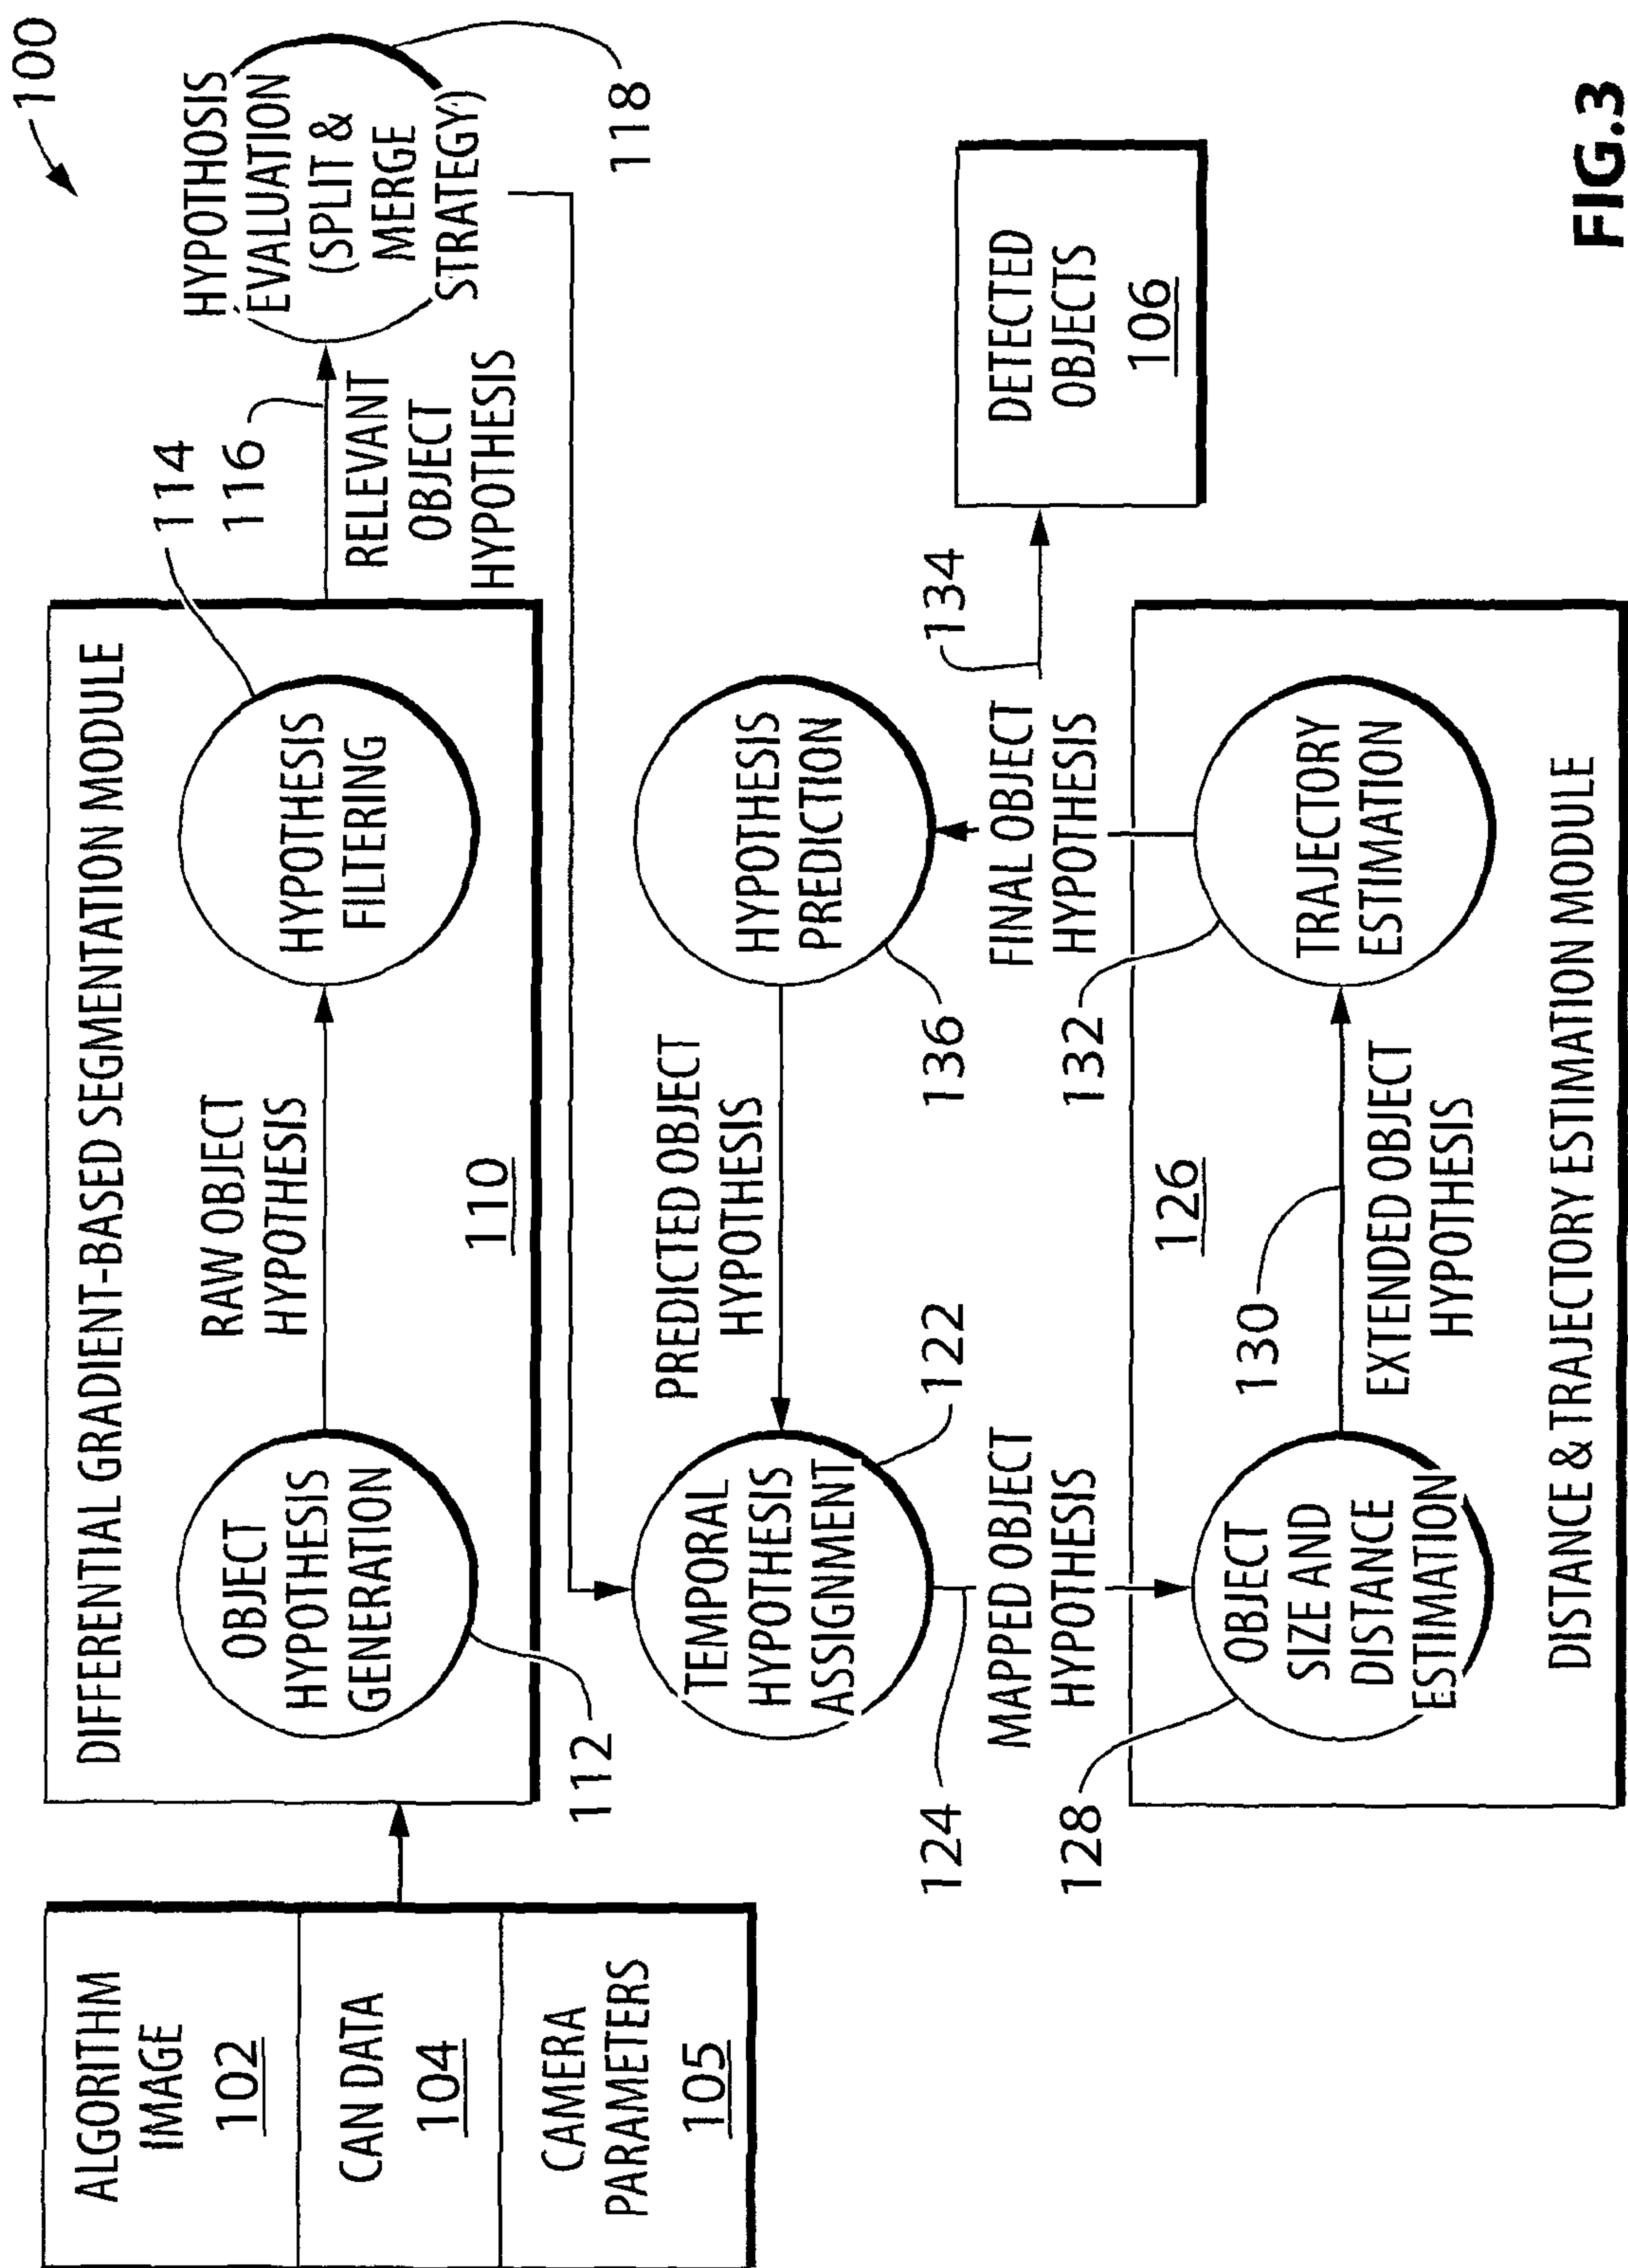 100
DIFFERENTIAL GRADIENT-BASED SEGMENTATION MODULE
ALGORITHM
IMAGE
102
CAN DATA
104
CAMERA
PARAMETERS
105
OBJECT
HYPOTHESIS
GENERATION
112
RAW OBJECT
HYPOTHESIS
110
HYPOTHESIS
FILTERING
114
116
RELEVANT
OBJECT
HYPOTHESIS
HYPOTHOSIS
EVALUATION
(SPLIT &
MERGE
STRATEGY)
118
TEMPORAL
HYPOTHESIS
ASSIGNMENT
122
PREDICTED OBJECT
HYPOTHESIS
HYPOTHESIS
PREDICTION
136
124
MAPPED OBJECT
HYPOTHESIS
FINAL OBJECT
HYPOTHESIS
134
DETECTED
OBJECTS
106
128
132
126
OBJECT
SIZE AND
DISTANCE
ESTIMATION
130
EXTENDED OBJECT
HYPOTHESIS
TRAJECTORY
ESTIMATION
DISTANCE & TRAJECTORY ESTIMATION MODULE
FIG.3